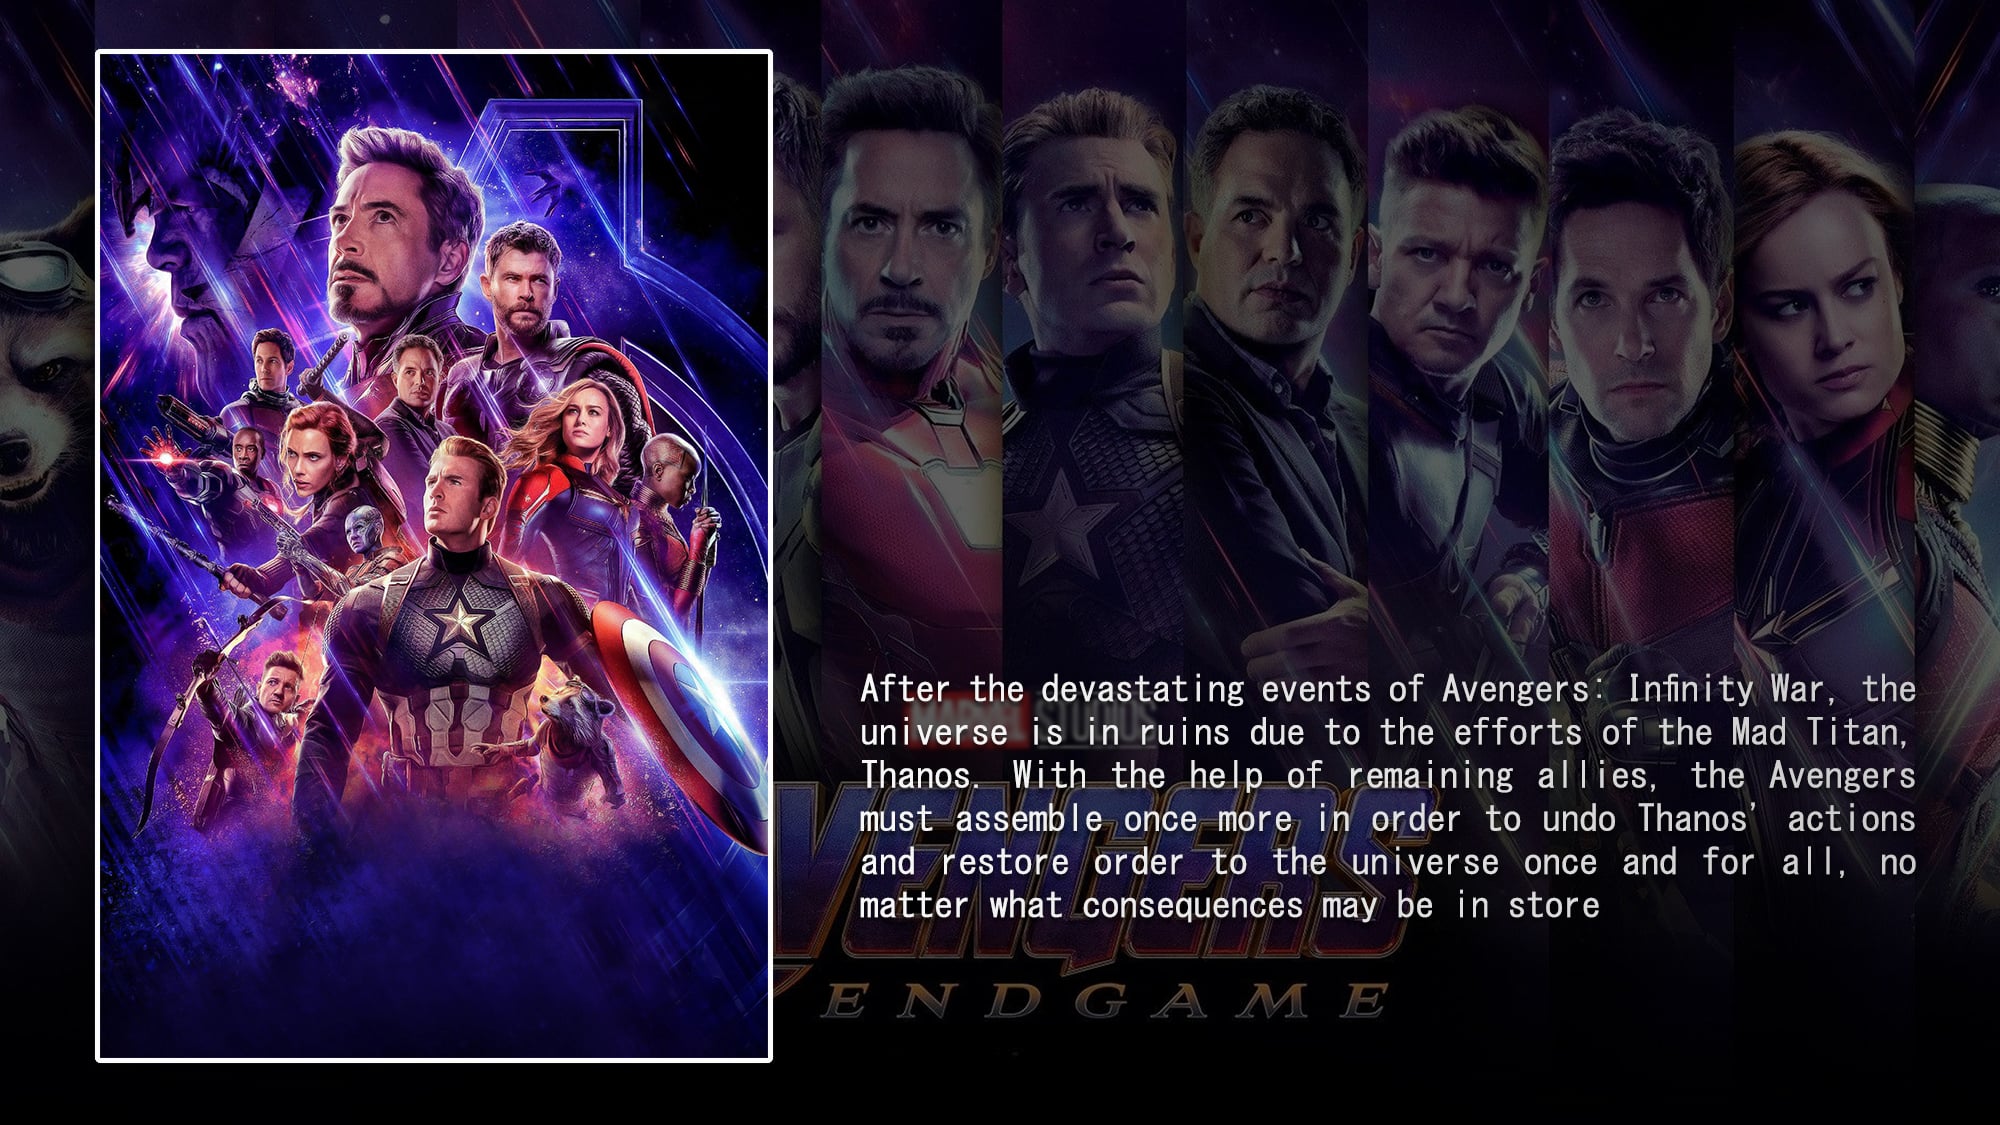 After the devastating events of Avengers: Infinity War, the
universe is in ruins due to the efforts of the Mad Titan,
Thanos. With the help of remaining allies, the Avengers
must assemble once more in order to undo Thanos’ actions
and restore order to the universe once and for all, no
matter what consequences may be in store
MARVEL STUDIOS
AVENGERS
ENDGAME